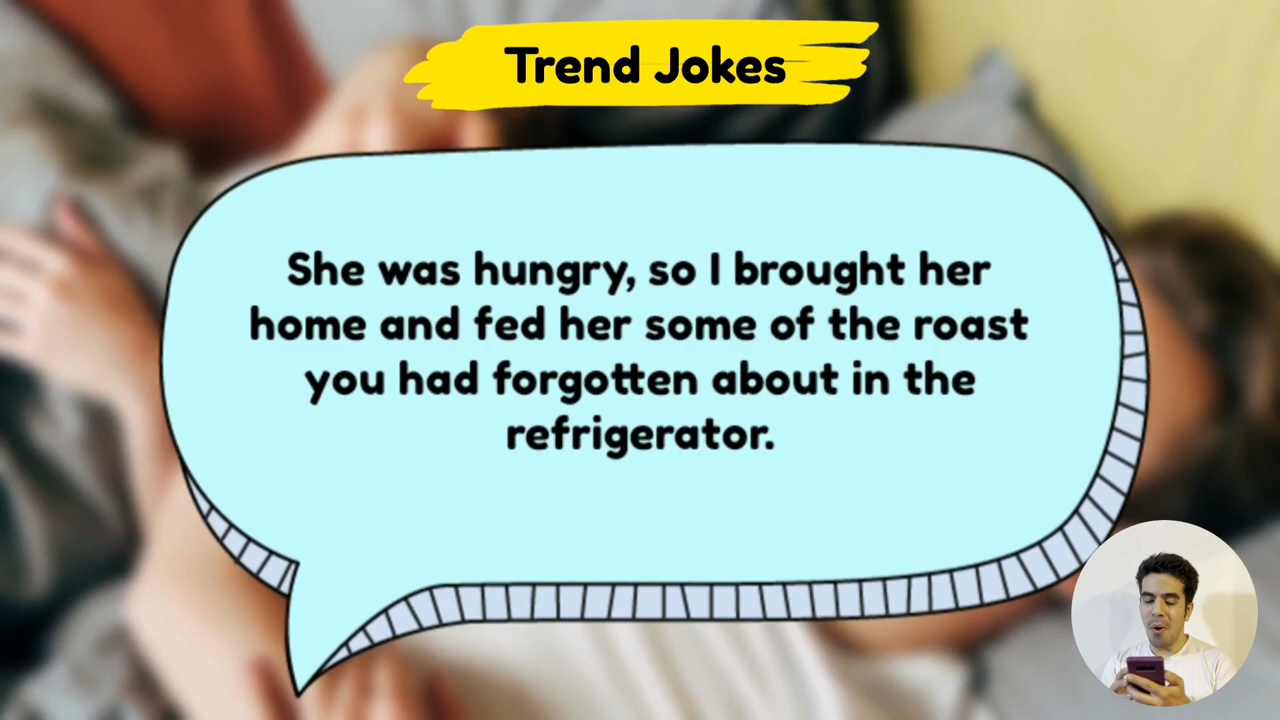 Trend Jokes
She was hungry, so I brought her
home and fed her some of the roast
you had forgotten about in the
refrigerator.